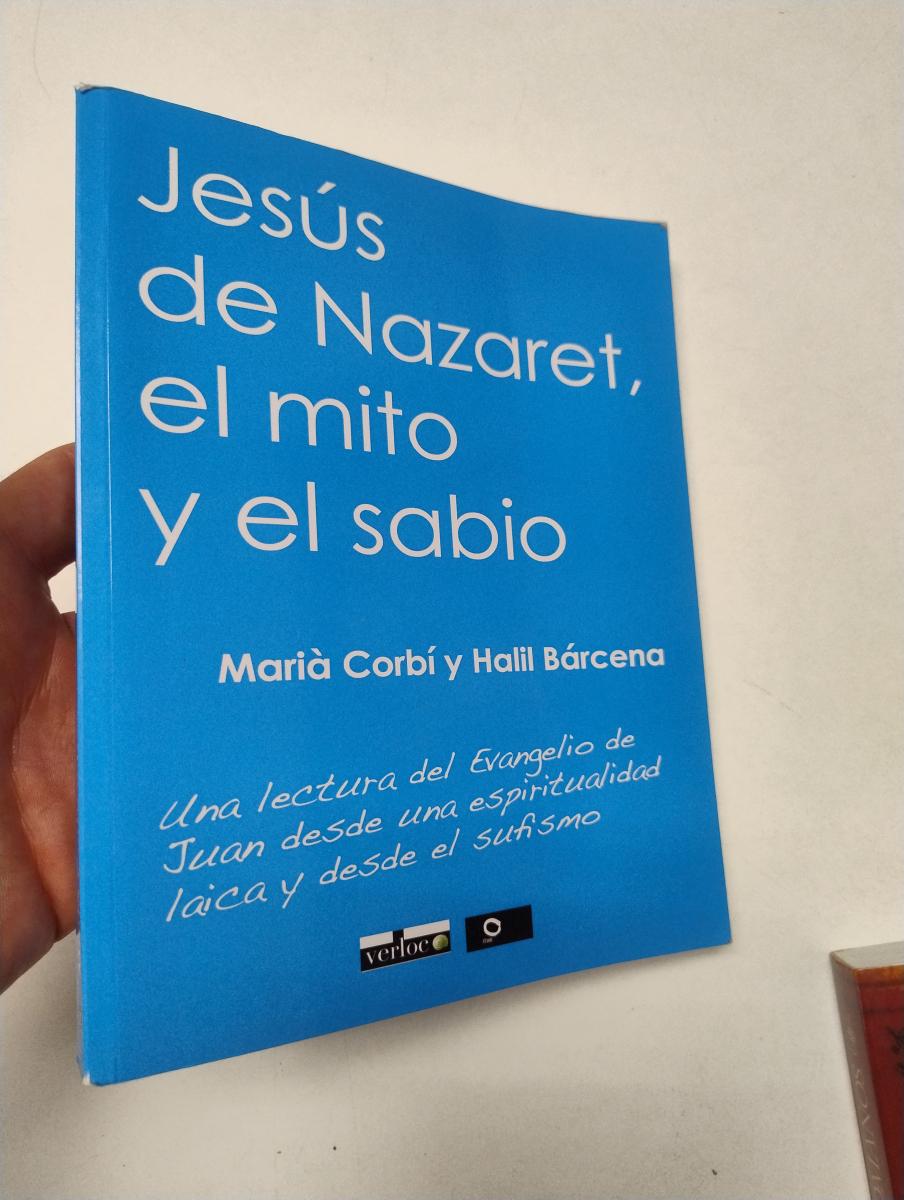 Jesús
de Nazaret,
el mito
y el sabio
Marià Corbí y Halil Bárcena
Una lectura del Evangelio de
Juan desde una espiritualidad
laica y desde el sufismo
verloc